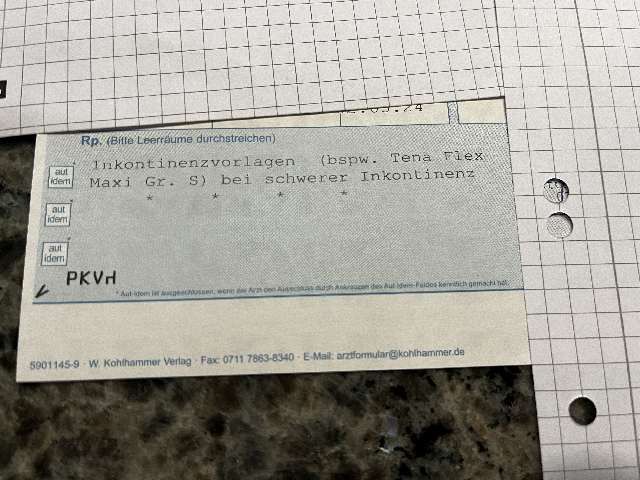 Rp. (Bitte Leerräume durchstreichen)
aut idem
Inkontinenzvorlagen (bspw. Tena Flex
Maxi Gr. S) bei schwerer Inkontinenz
* * * *
aut idem
aut idem
PKVH
* Aut-idem ist ausgeschlossen, wenn der Arzt den Ausschluss durch Ankreuzen des Aut-idem-Feldes kenntlich gemacht hat.
5901145-9 · W. Kohlhammer Verlag · Fax: 0711 7863-8340 · E-Mail: arztformular@kohlhammer.de